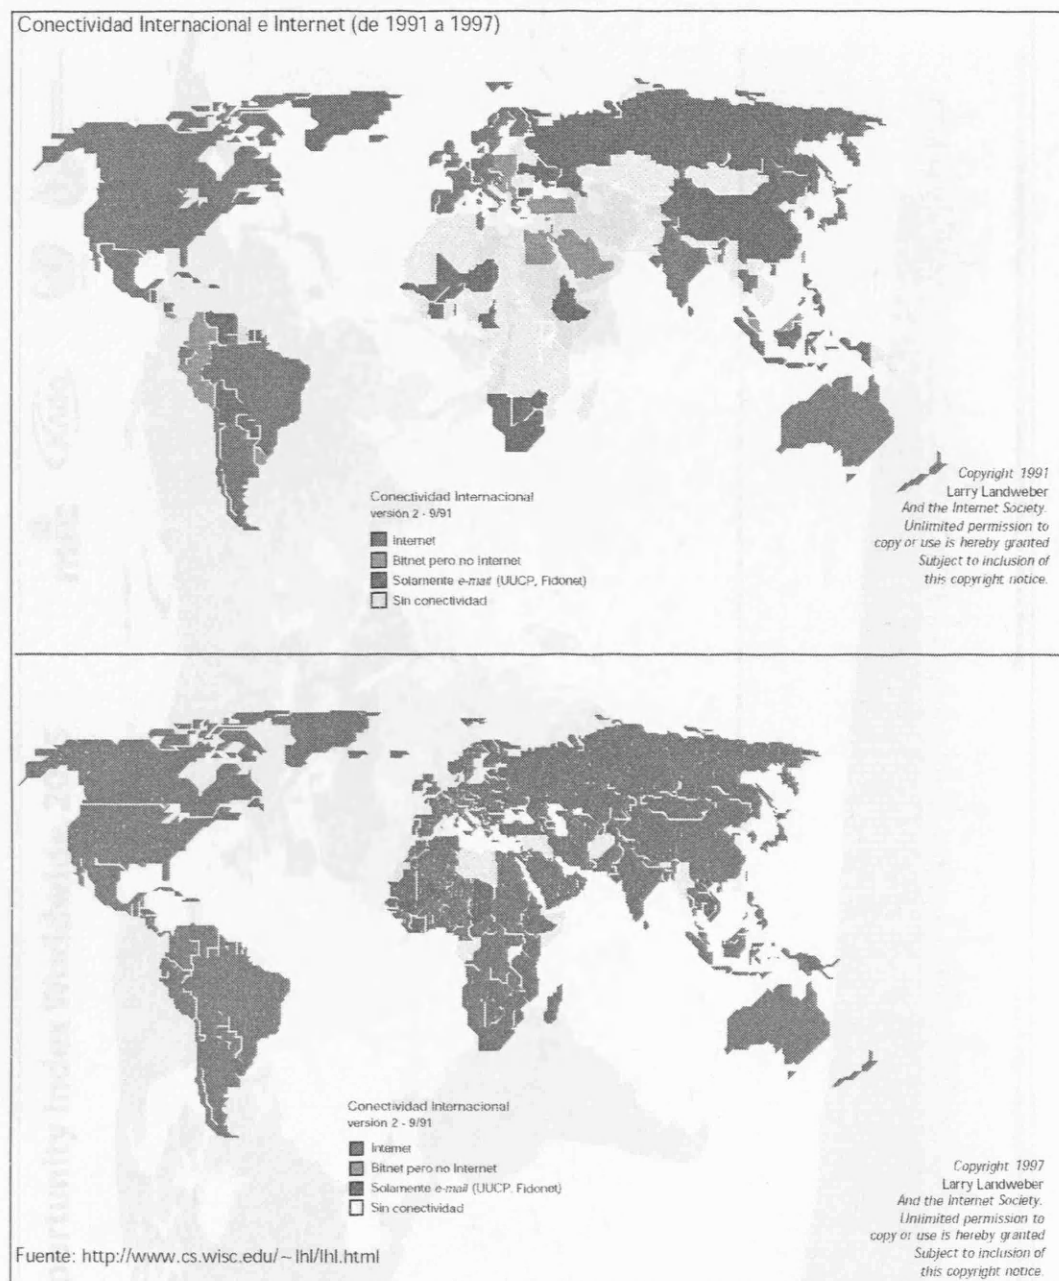 Conectividad Internacional e Internet (de 1991 a 1997)
Conectividad Internacional
versión 2 - 9/91
Internet
Bitnet pero no Internet
Solamente e-mail (UUCP, Fidonet)
Sin conectividad
Copyright 1991
Larry Landweber
And the Internet Society.
Unlimited permission to
copy or use is hereby granted
Subject to inclusion of
this copyright notice.
Conectividad Internacional
versión 2 - 9/91
Internet
Bitnet pero no Internet
Solamente e-mail (UUCP, Fidonet)
Sin conectividad
Copyright 1997
Larry Landweber
And the Internet Society.
Unlimited permission to
copy or use is hereby granted
Subject to inclusion of
this copyright notice.
Fuente: http://www.cs.wisc.edu/~lhl/lhl.html